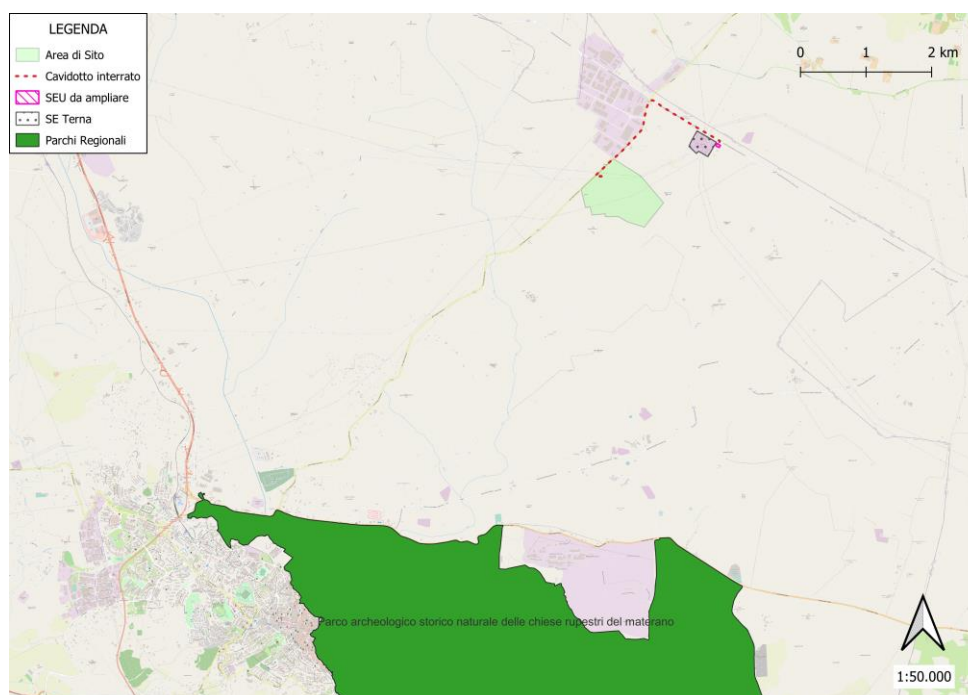 LEGENDA
Area di Sito
Cavidotto interrato
SEU da ampliare
SE Terna
Parchi Regionali
0 1 2 km
Parco archeologico storico naturale delle chiese rupestri del materano
1:50.000